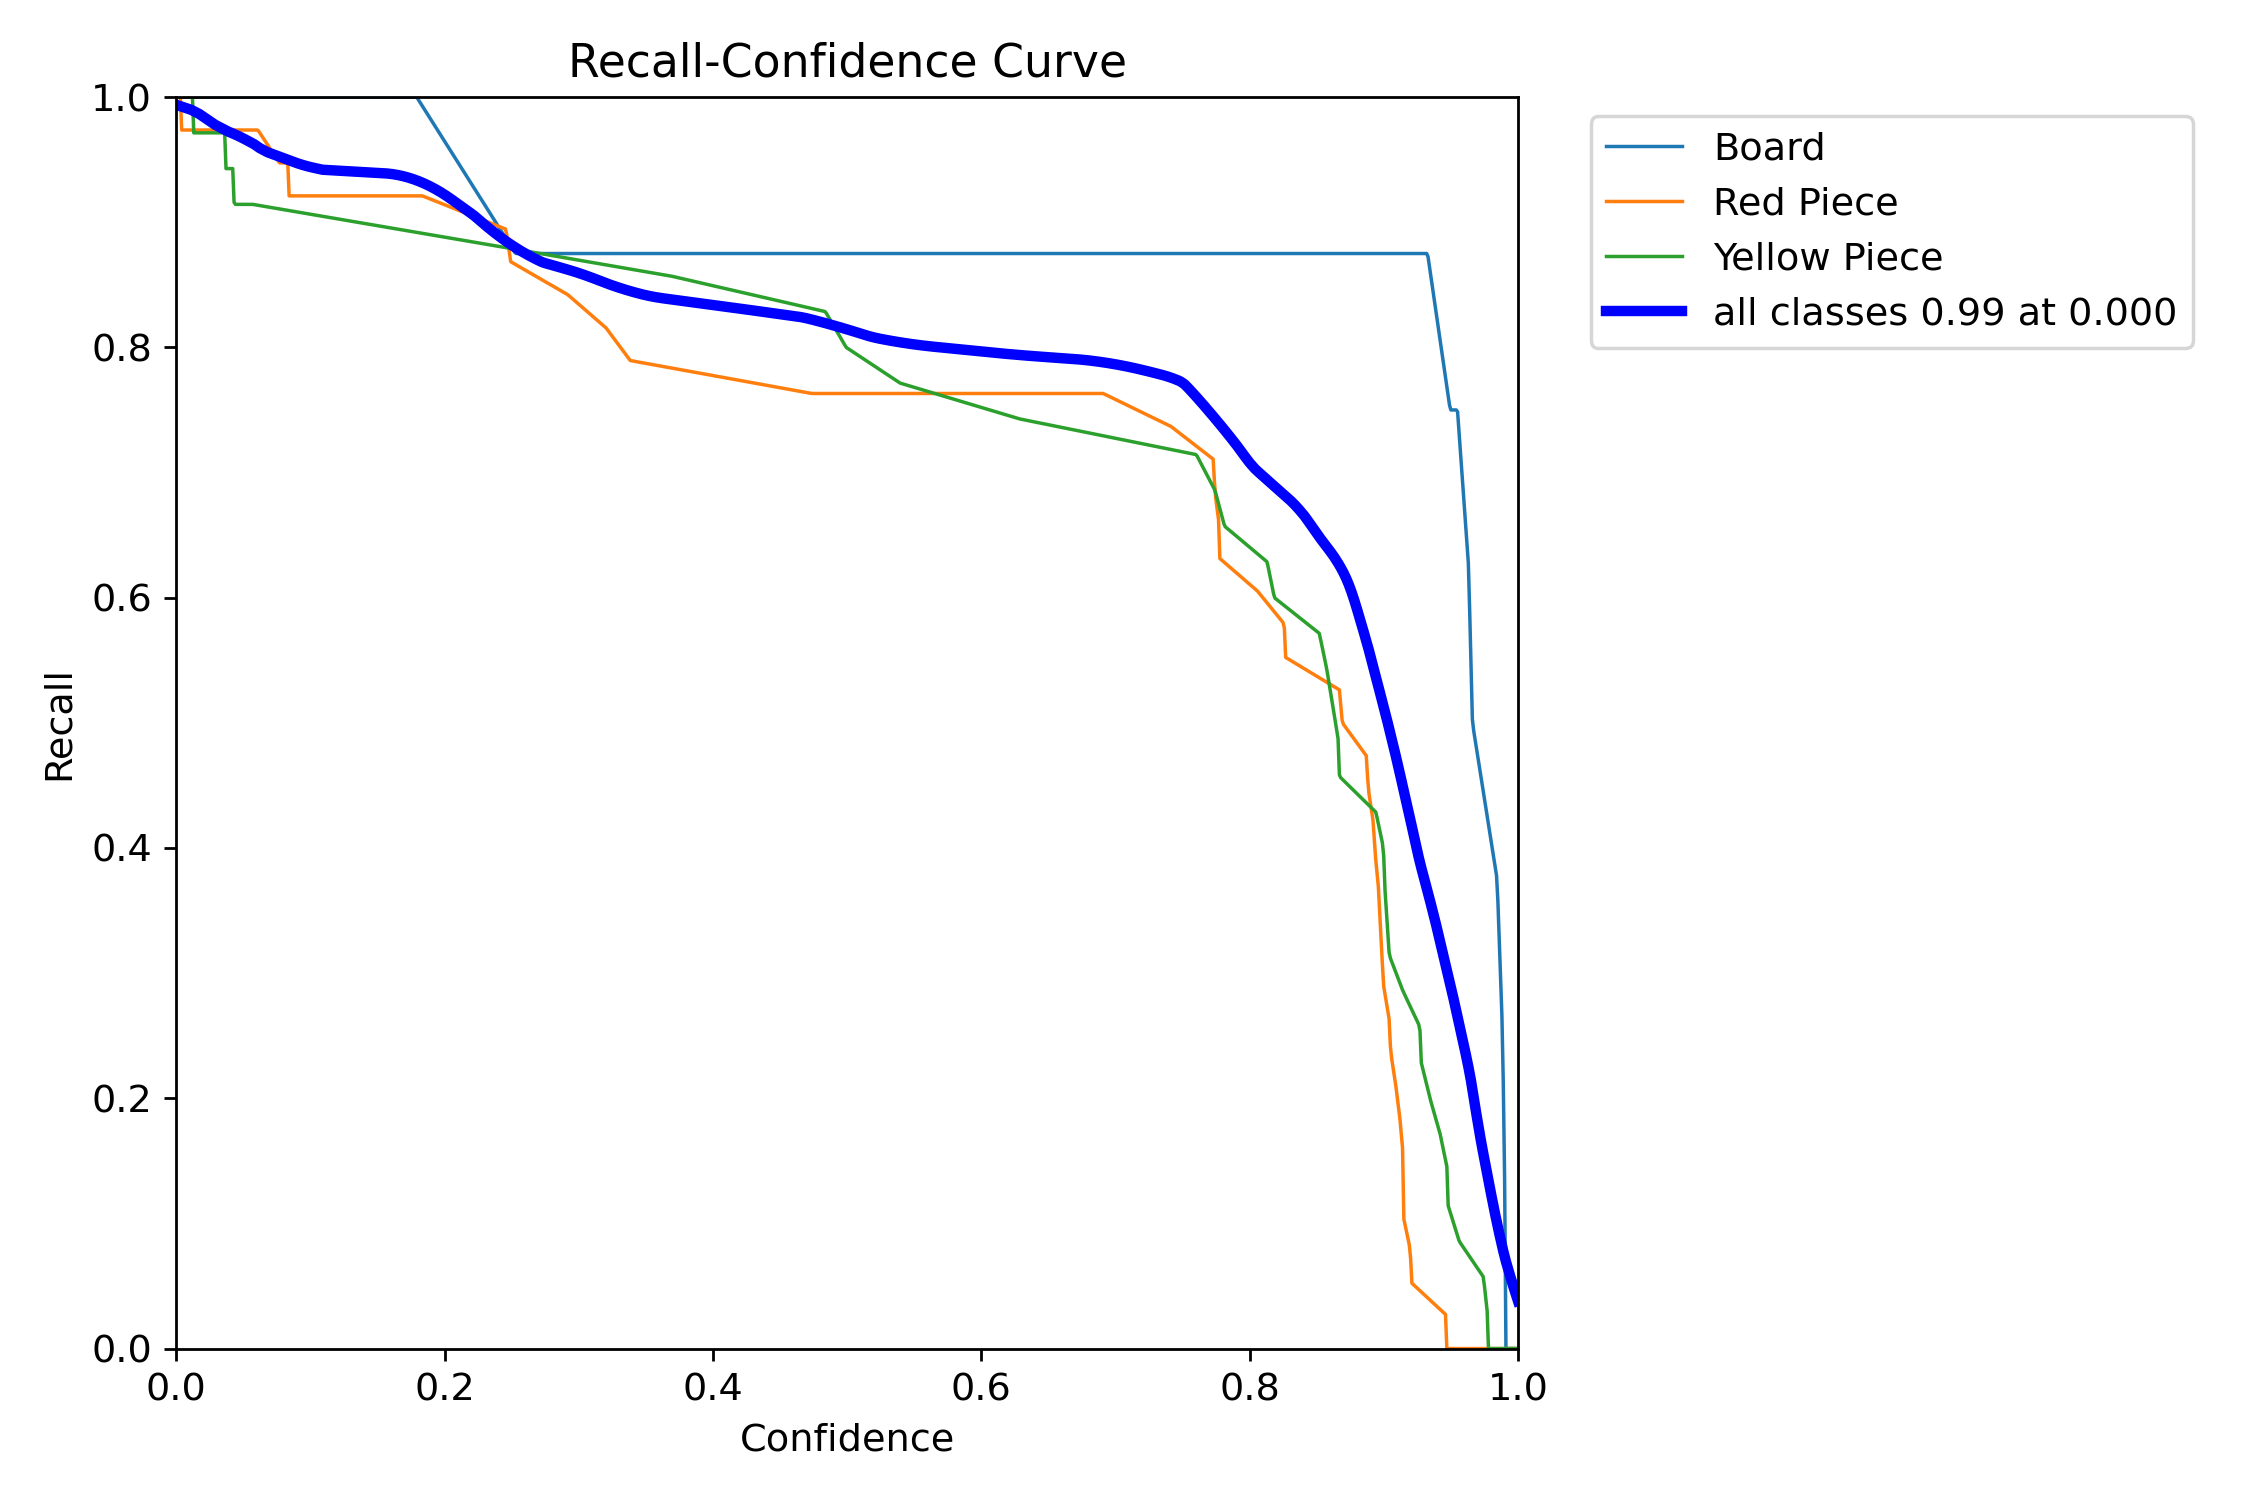 Recall-Confidence Curve
1.0
0.8
0.6
0.4
0.2
0.0
Recall
0.0 0.2 0.4 0.6 0.8 1.0
Confidence
Board
Red Piece
Yellow Piece
all classes 0.99 at 0.000